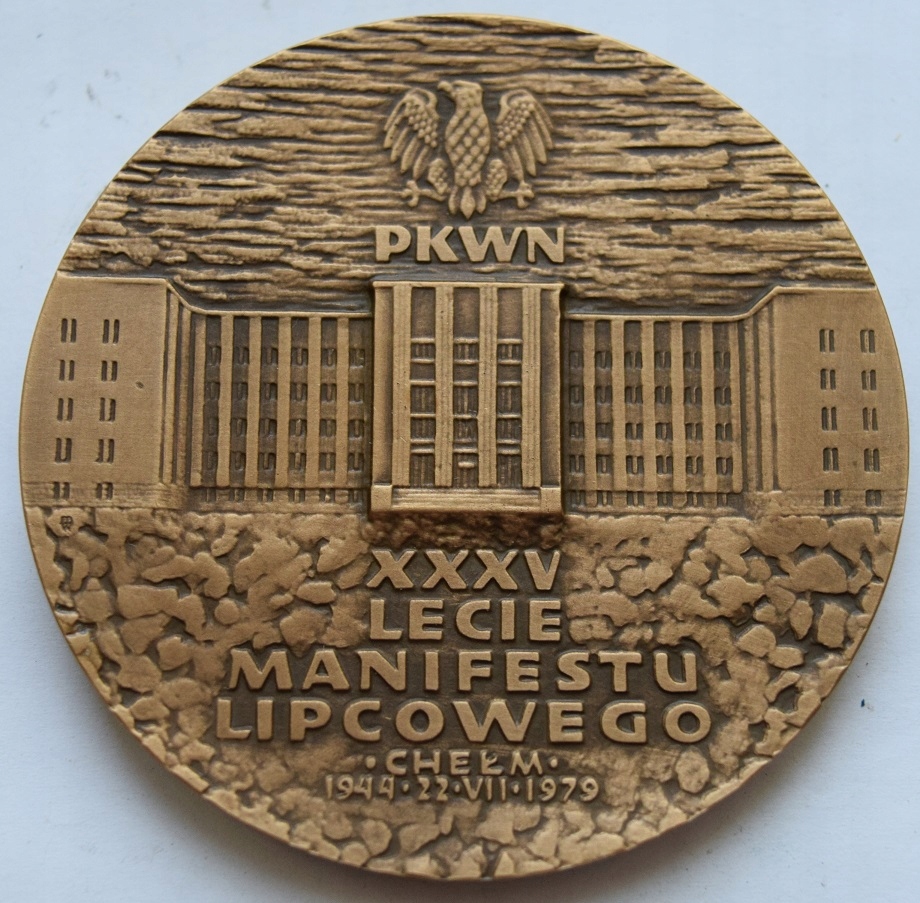 PKWN
XXXV
LECIE
MANIFESTU
LIPCOWEGO
·CHEŁM·
1944·22·VII·1979